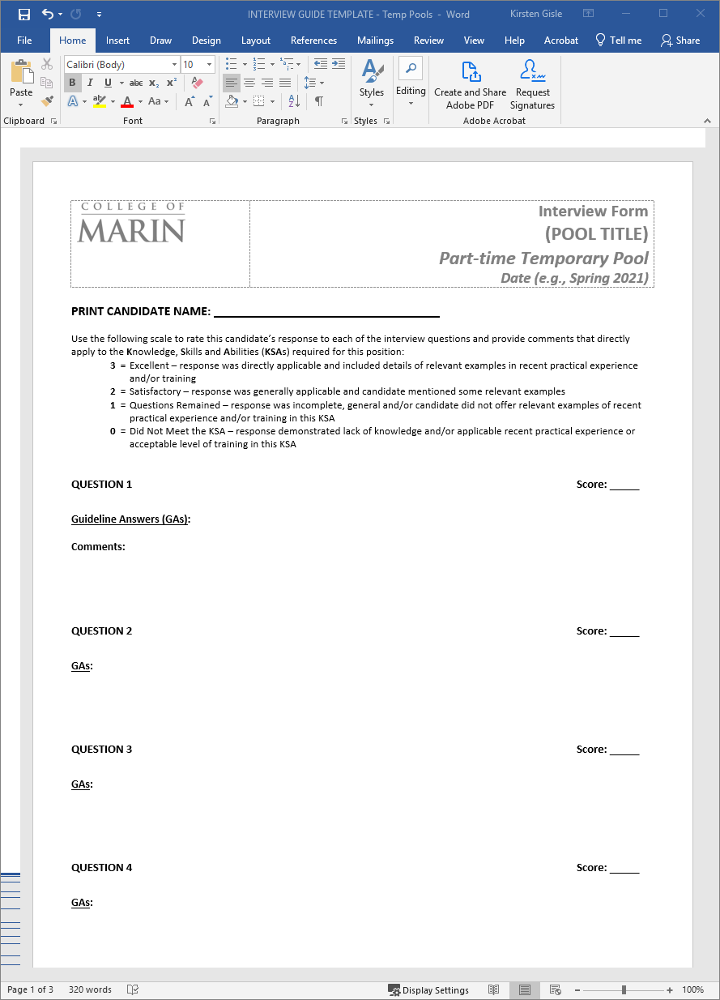 INTERVIEW GUIDE TEMPLATE - Temp Pools - Word Kirsten Gisle
File Home Insert Draw Design Layout References Mailings Review View Help Acrobat Tell me Share
Calibri (Body) 10
Paste
B I U abc x₂ x²
A ab A Aa A A
Styles
Editing
Create and Share Adobe PDF
Request Signatures
Clipboard Font Paragraph Styles Adobe Acrobat
COLLEGE OF
MARIN
Interview Form
(POOL TITLE)
Part-time Temporary Pool
Date (e.g., Spring 2021)
PRINT CANDIDATE NAME: ____________________
Use the following scale to rate this candidate’s response to each of the interview questions and provide comments that directly
apply to the Knowledge, Skills and Abilities (KSAs) required for this position:
3 = Excellent – response was directly applicable and included details of relevant examples in recent practical experience
and/or training
2 = Satisfactory – response was generally applicable and candidate mentioned some relevant examples
1 = Questions Remained – response was incomplete, general and/or candidate did not offer relevant examples of recent
practical experience and/or training in this KSA
0 = Did Not Meet the KSA – response demonstrated lack of knowledge and/or applicable recent practical experience or
acceptable level of training in this KSA
QUESTION 1 Score: _____
Guideline Answers (GAs):
Comments:
QUESTION 2 Score: _____
GAs:
QUESTION 3 Score: _____
GAs:
QUESTION 4 Score: _____
GAs:
Page 1 of 3 320 words Display Settings 100%